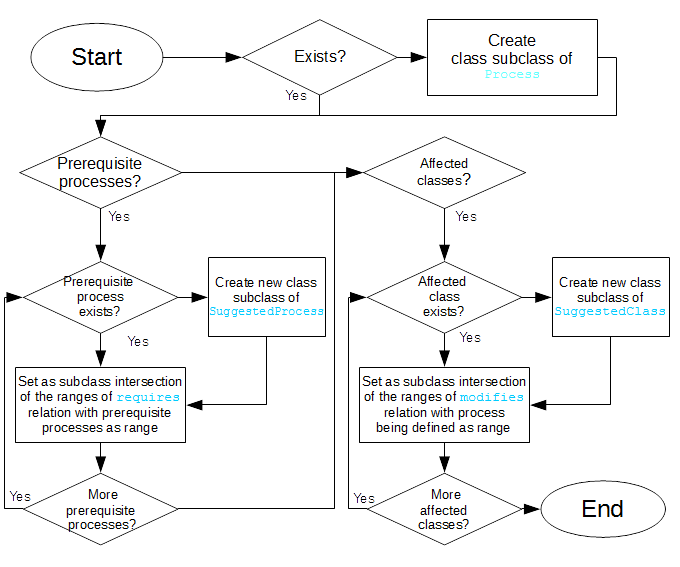 Start
Exists?
Create
class subclass of
Process
Yes
Prerequisite
processes?
Affected
classes?
Yes
Yes
Prerequisite
process
exists?
Create new class
subclass of
SuggestedProcess
Affected
class
exists?
Create new class
subclass of
SuggestedClass
Yes
Yes
Set as subclass intersection
of the ranges of requires
relation with prerequisite
processes as range
Set as subclass intersection
of the ranges of modifies
relation with process
being defined as range
Yes
More
prerequisite
processes?
Yes
More
affected
classes?
End